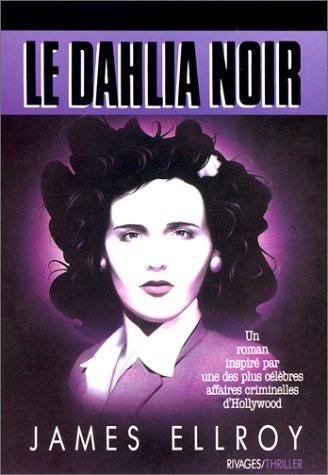 LE DAHLIA NOIR
Un
roman
inspiré par
une des plus célèbres
affaires criminelles
d'Hollywood
JAMES ELLROY
RIVAGES/THRILLER